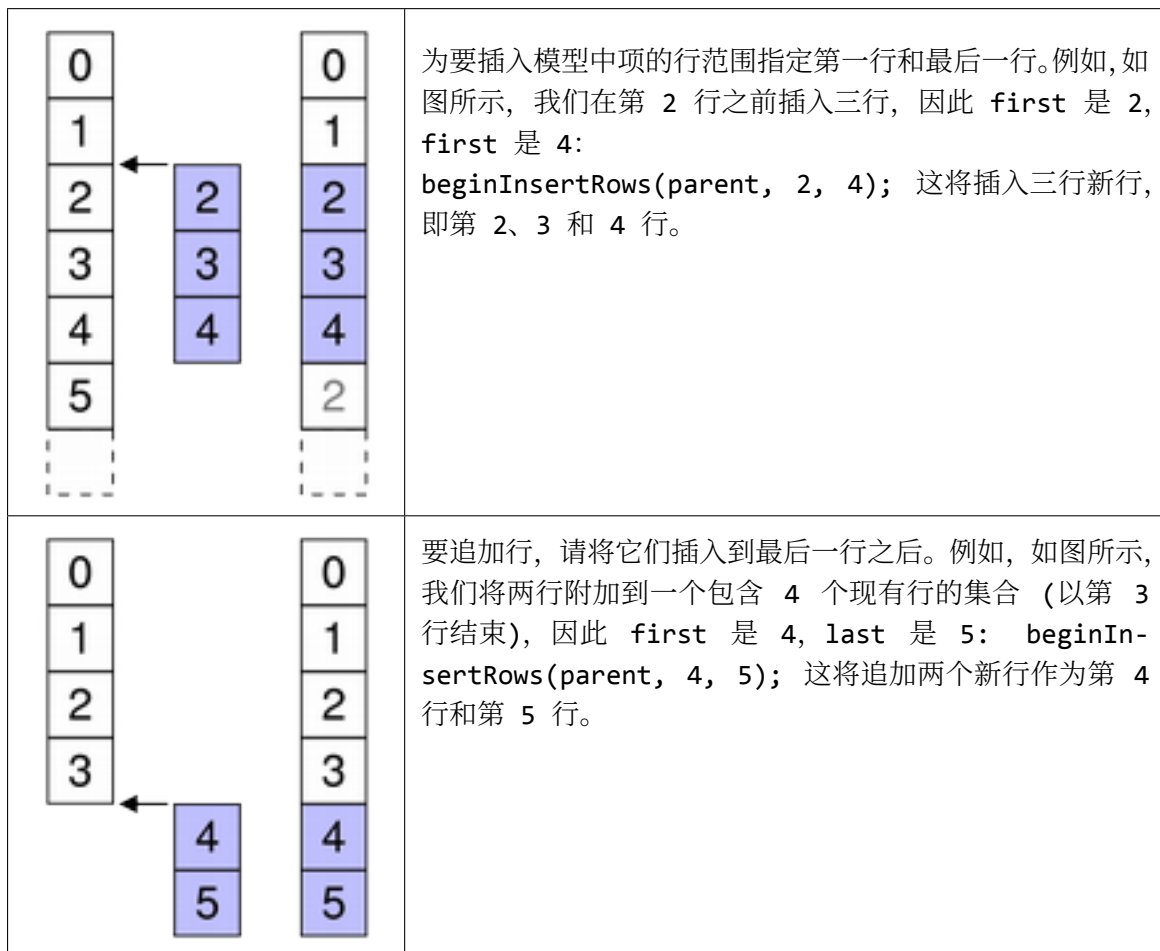 0
1
2
3
4
5
2
3
4
0
1
2
3
4
2
为要插入模型中项的行范围指定第一行和最后一行。例如,如
图所示, 我们在第 2 行之前插入三行, 因此 first 是 2,
first 是 4:
beginInsertRows(parent, 2, 4); 这将插入三行新行,
即第 2、3 和 4 行。
0
1
2
3
4
5
0
1
2
3
4
5
要追加行, 请将它们插入到最后一行之后。例如, 如图所示,
我们将两行附加到一个包含 4 个现有行的集合 (以第 3
行结束), 因此 first 是 4, last 是 5: beginIn-
sertRows(parent, 4, 5); 这将追加两个新行作为第 4
行和第 5 行。